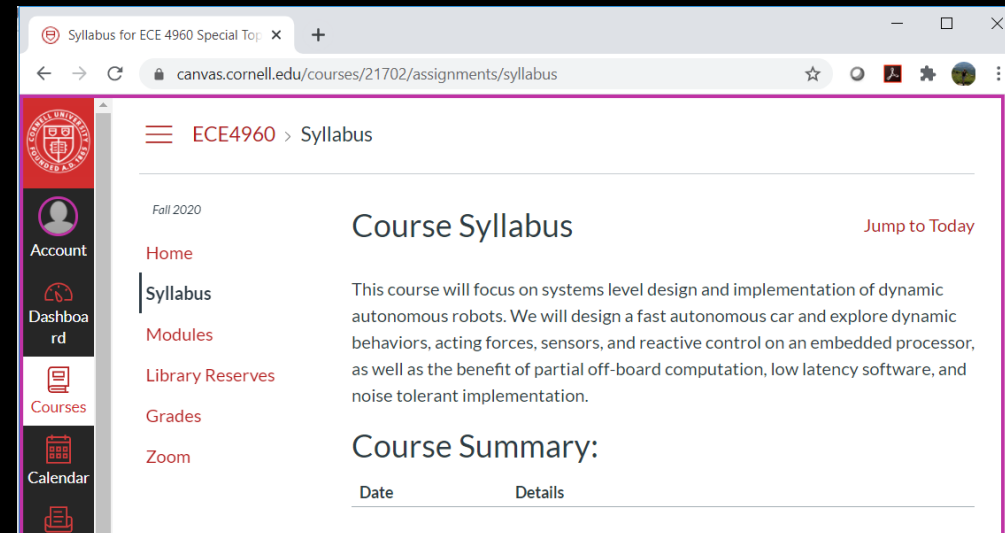 Syllabus for ECE 4960 Special Top
canvas.cornell.edu/courses/21702/assignments/syllabus
ECE4960 > Syllabus
Account
Dashboa
rd
Courses
Calendar
Fall 2020
Home
Syllabus
Modules
Library Reserves
Grades
Zoom
Course Syllabus
Jump to Today
This course will focus on systems level design and implementation of dynamic
autonomous robots. We will design a fast autonomous car and explore dynamic
behaviors, acting forces, sensors, and reactive control on an embedded processor,
as well as the benefit of partial off-board computation, low latency software, and
noise tolerant implementation.
Course Summary:
Date Details